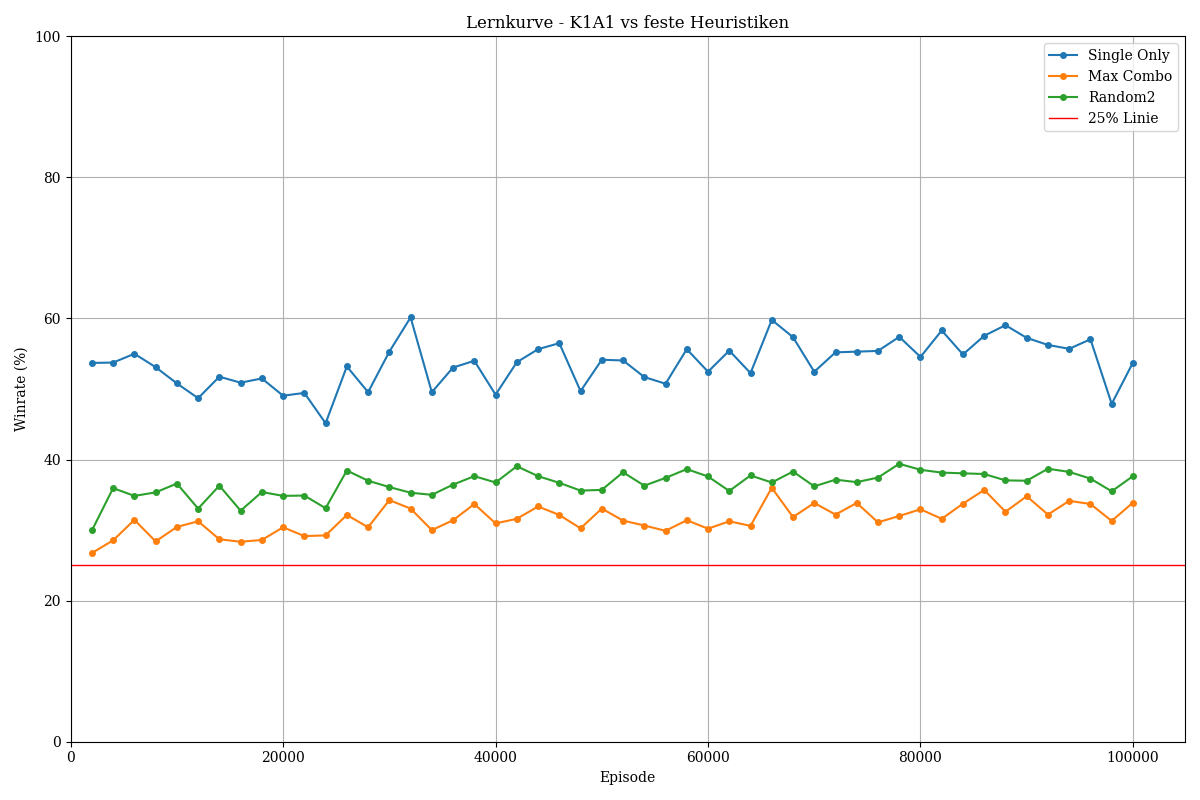 Lernkurve - K1A1 vs feste Heuristiken
100
80
60
40
20
0
Winrate (%)
Single Only
Max Combo
Random2
25% Linie
0 20000 40000 60000 80000 100000
Episode